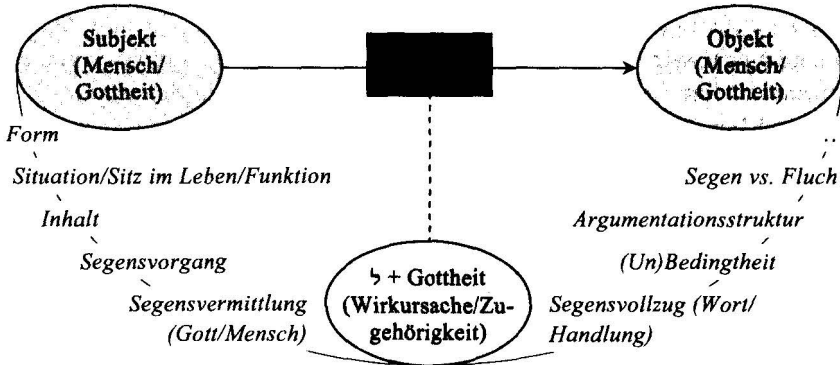 Subjekt
(Mensch/
Gottheit)
Objekt
(Mensch/
Gottheit)
Form
..
Situation/Sitz im Leben/Funktion
Segen vs. Fluch
Inhalt
Argumentationsstruktur
Segensvorgang
(Un)Bedingtheit
ל + Gottheit
(Wirkursache/Zu-
gehörigkeit)
Segensvermittlung
(Gott/Mensch)
Segensvollzug (Wort/
Handlung)